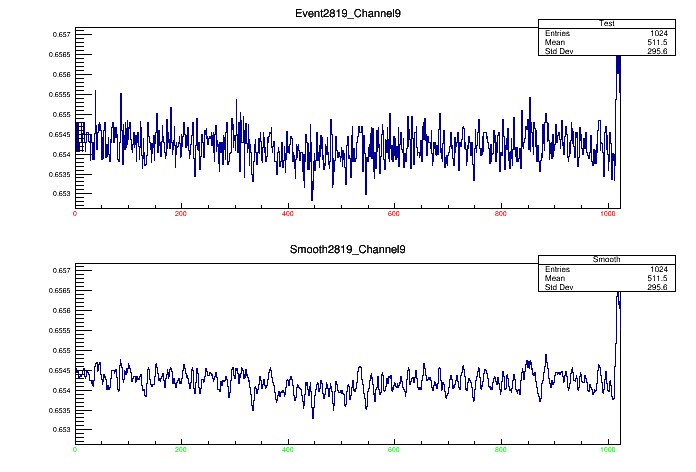 Event2819_Channel9
Test
Entries 1024
Mean 511.5
Std Dev 295.6
0.657
0.6565
0.656
0.6555
0.655
0.6545
0.654
0.6535
0.653
0 200 400 600 800 1000
Smooth2819_Channel9
Smooth
Entries 1024
Mean 511.5
Std Dev 295.6
0.657
0.6565
0.656
0.6555
0.655
0.6545
0.654
0.6535
0.653
0 200 400 600 800 1000